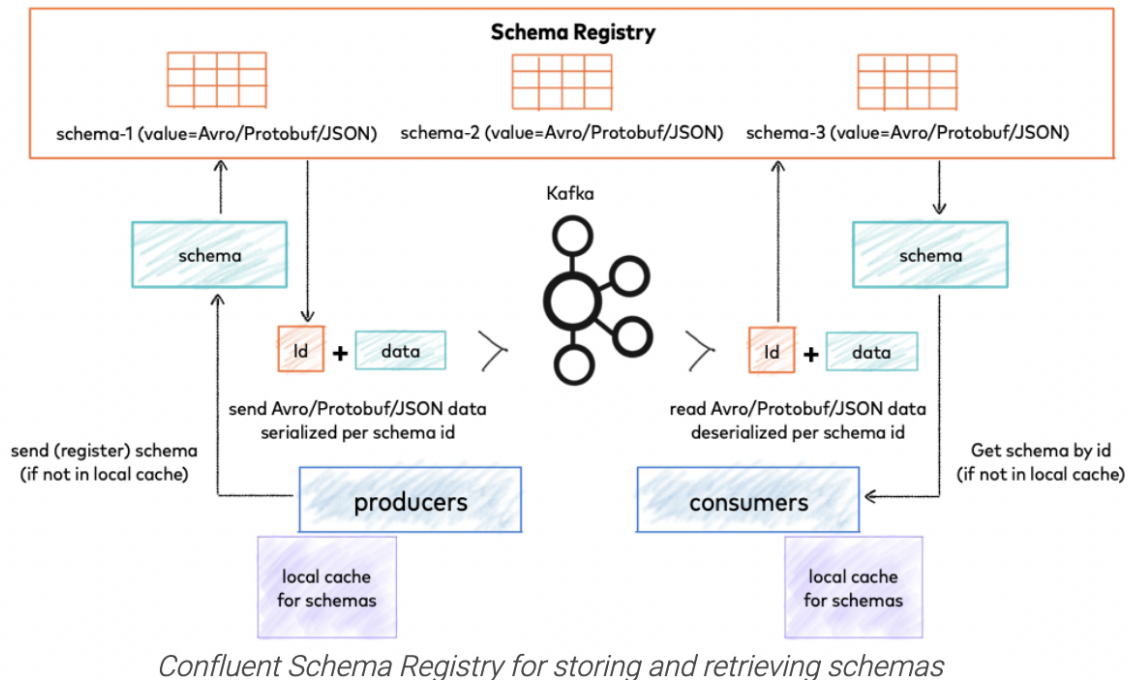 Schema Registry
schema-1 (value=Avro/Protobuf/JSON)
schema-2 (value=Avro/Protobuf/JSON)
schema-3 (value=Avro/Protobuf/JSON)
Kafka
schema
schema
Id
+
data
Id
+
data
send Avro/Protobuf/JSON data
serialized per schema id
read Avro/Protobuf/JSON data
deserialized per schema id
send (register) schema
(if not in local cache)
Get schema by id
(if not in local cache)
producers
consumers
local cache
for schemas
local cache
for schemas
Confluent Schema Registry for storing and retrieving schemas